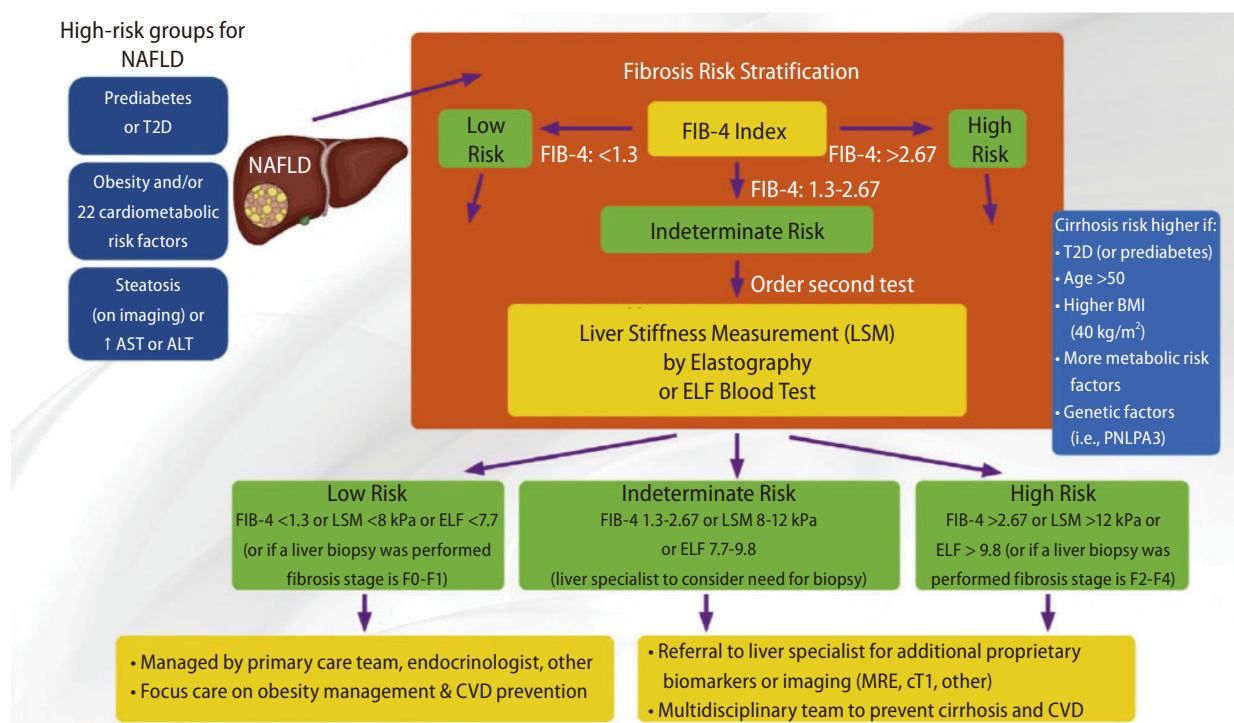 High-risk groups for
NAFLD
Prediabetes
or T2D
Obesity and/or
22 cardiometabolic
risk factors
Steatosis
(on imaging) or
↑ AST or ALT
NAFLD
Fibrosis Risk Stratification
Low
Risk
FIB-4 Index
High
Risk
FIB-4: <1.3
FIB-4: >2.67
FIB-4: 1.3-2.67
Indeterminate Risk
Order second test
Liver Stiffness Measurement (LSM)
by Elastography
or ELF Blood Test
Cirrhosis risk higher if:
• T2D (or prediabetes)
• Age >50
• Higher BMI
(40 kg/m²)
• More metabolic risk
factors
• Genetic factors
(i.e., PNLPA3)
Low Risk
FIB-4 <1.3 or LSM <8 kPa or ELF <7.7
(or if a liver biopsy was performed
fibrosis stage is F0-F1)
Indeterminate Risk
FIB-4 1.3-2.67 or LSM 8-12 kPa
or ELF 7.7-9.8
(liver specialist to consider need for biopsy)
High Risk
FIB-4 >2.67 or LSM >12 kPa or
ELF > 9.8 (or if a liver biopsy was
performed fibrosis stage is F2-F4)
• Managed by primary care team, endocrinologist, other
• Focus care on obesity management & CVD prevention
• Referral to liver specialist for additional proprietary
biomarkers or imaging (MRE, cT1, other)
• Multidisciplinary team to prevent cirrhosis and CVD